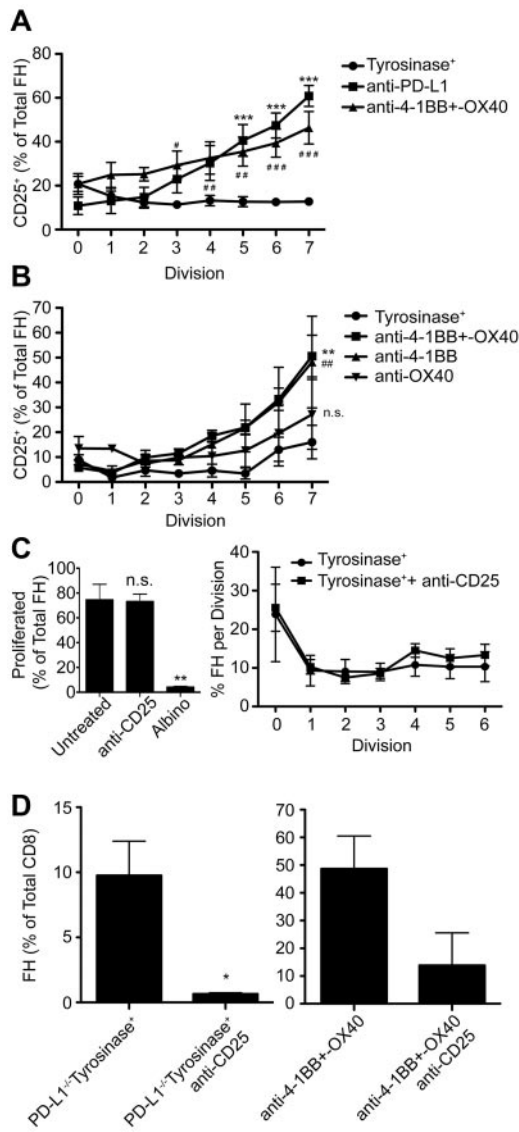 A
CD25⁺ (% of Total FH)
80
60
40
20
0
***
***
***
#
##
##
###
###
0 1 2 3 4 5 6 7
Division
Tyrosinase⁺
anti-PD-L1
anti-4-1BB+-OX40
B
CD25⁺ (% of Total FH)
70
60
50
40
30
20
10
0
**
##
n.s.
0 1 2 3 4 5 6 7
Division
Tyrosinase⁺
anti-4-1BB+-OX40
anti-4-1BB
anti-OX40
C
Proliferated
(% of Total FH)
100
80
60
40
20
0
n.s.
**
Untreated
anti-CD25
Albino
% FH per Division
40
30
20
10
0
Tyrosinase⁺
Tyrosinase⁺+ anti-CD25
0 1 2 3 4 5 6
Division
D
FH (% of Total CD8)
15
10
5
0
*
PD-L1⁻/⁻Tyrosinase⁺
PD-L1⁻/⁻Tyrosinase⁺
anti-CD25
70
60
50
40
30
20
10
0
anti-4-1BB+-OX40
anti-4-1BB+-OX40
anti-CD25